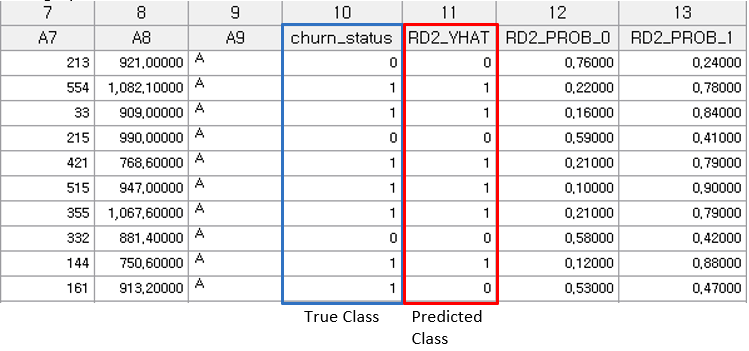 7 8 9 10 11 12 13
A7 A8 A9 churn_status RD2_YHAT RD2_PROB_0 RD2_PROB_1
213 921,00000 A 0 0 0,76000 0,24000
554 1,082,10000 A 1 1 0,22000 0,78000
33 909,00000 A 1 1 0,16000 0,84000
215 990,00000 A 0 0 0,59000 0,41000
421 768,60000 A 1 1 0,21000 0,79000
515 947,00000 A 1 1 0,10000 0,90000
355 1,067,60000 A 1 1 0,21000 0,79000
332 881,40000 A 0 0 0,58000 0,42000
144 750,60000 A 1 1 0,12000 0,88000
161 913,20000 A 1 0 0,53000 0,47000
True Class Predicted
Class